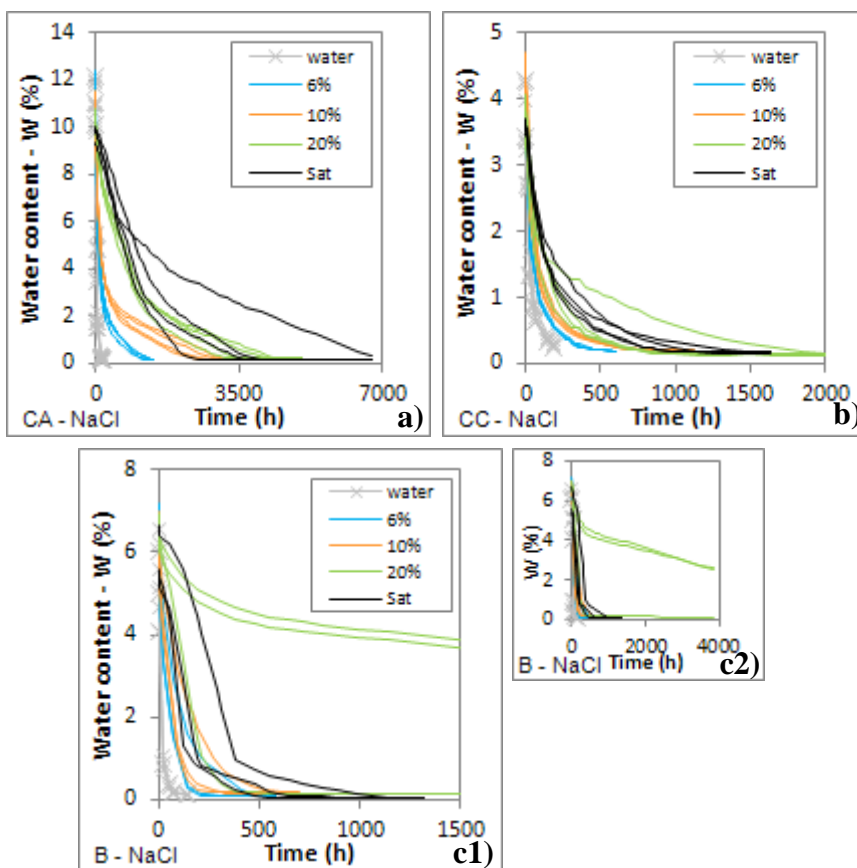 14
12
10
8
6
4
2
0
Water content - W (%)
water
6%
10%
20%
Sat
0 3500 7000
Time (h)
CA - NaCl
a)
5
4
3
2
1
0
Water content - W (%)
water
6%
10%
20%
Sat
0 500 1000 1500 2000
Time (h)
CC - NaCl
b)
8
6
4
2
0
Water content - W (%)
water
6%
10%
20%
Sat
0 500 1000 1500
Time (h)
B - NaCl
c1)
8
6
4
2
0
W (%)
0 2000 4000
Time (h)
B - NaCl
c2)